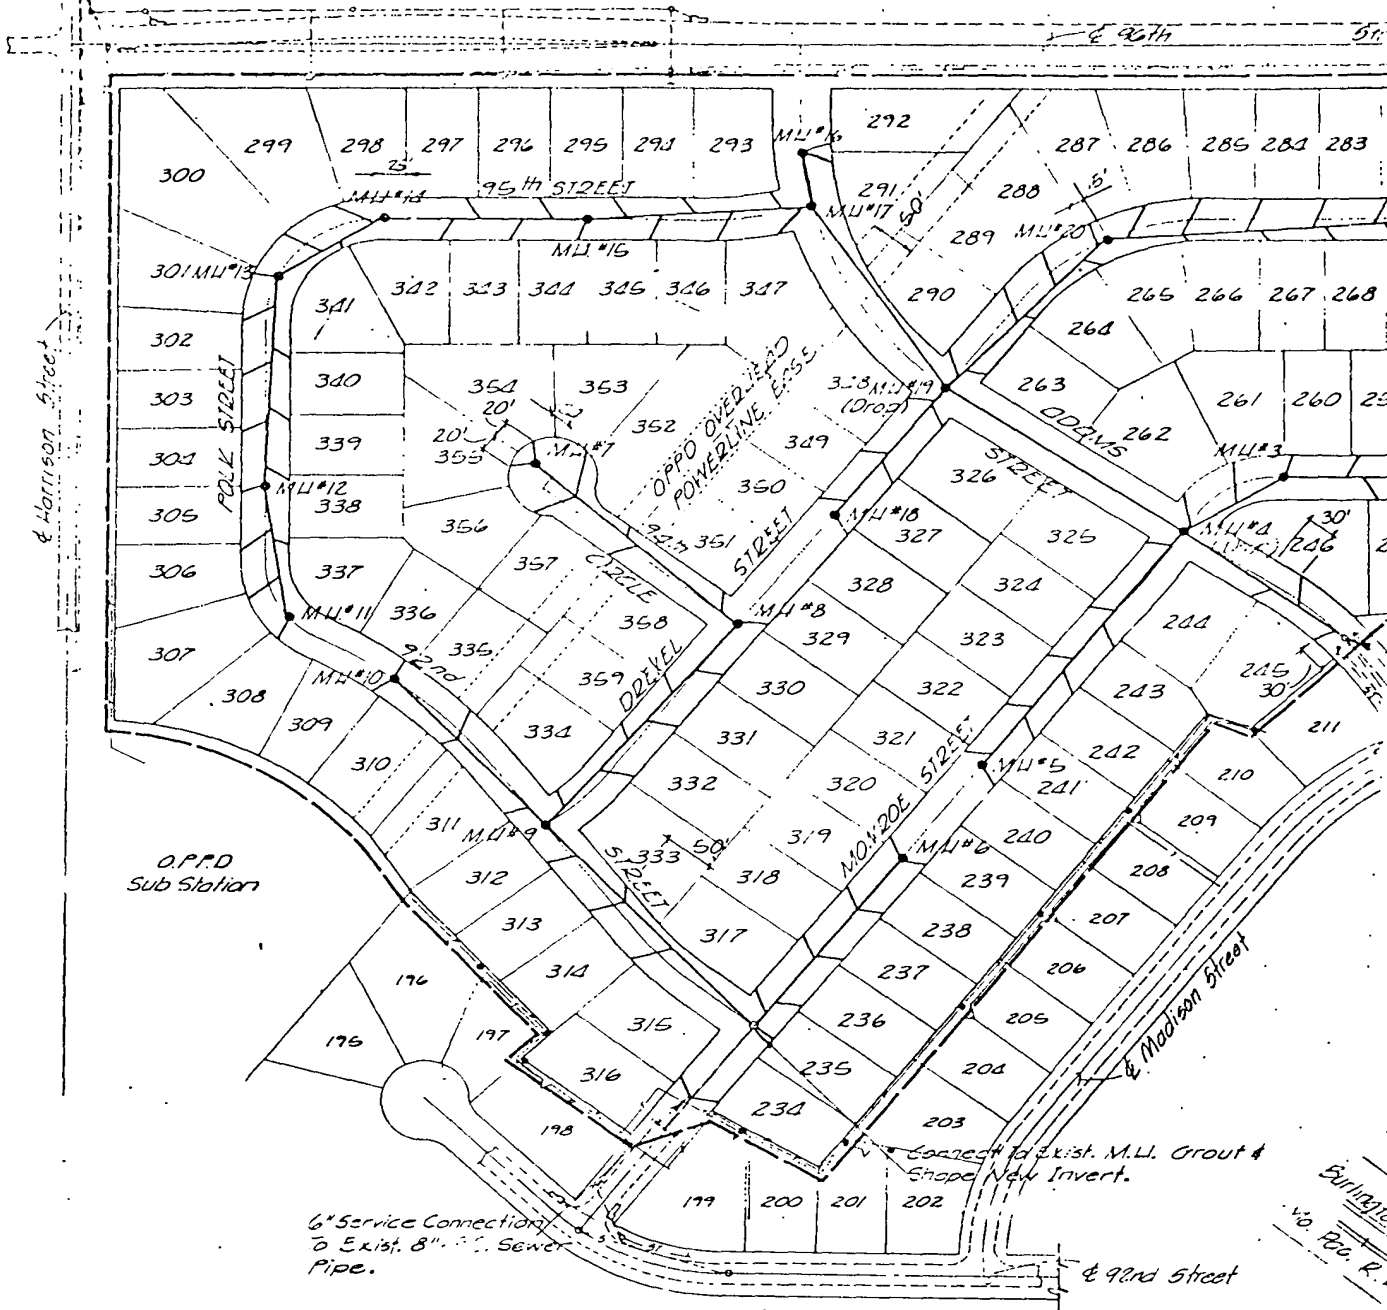 ℄ 96th
292
MH#16
287 286 285 284 283
299 298 297 296 295 294 293
300
25'
MH#14
95th STREET
291
50'
MH#17
288
5'
289
MH#20
MH#15
301 MH#13
342 343 344 345 346 347
290
265 266 267 268
341
264
302
℄ Harrison Street
POLK STREET
340
354
353
OPPD OVERHEAD
POWERLINE EASE
MH#19
(Drop)
263
261 260
303
20'
352
ADAMS
262
339
20'
355
MH#7
349
STREET
MH#3
304
326
MH#12
350
338
305
356
MH#18
327
325
MH#4
30'
246
94th
351
STREET
306
337
357
CIRCLE
328
324
MH#11
336
358
MH#8
329
323
244
307
335
92nd
359
DREXEL
330
322
243
245
30'
MH#10
308
309
334
331
321
STREET
242
211
310
MH#5
241
210
332
320
311
MH#9
MONROE
240
209
319
333
50'
STREET
MH#6
O.P.P.D
Sub Station
312
318
239
208
313
317
238
207
314
237
206
196
℄ Madison Street
315
236
205
197
195
316
235
204
234
203
198
Connect to Exist. M.H. Grout &
Shape New Invert.
199 200 201 202
6" Service Connection
To Exist. 8" Sewer
Pipe.
℄ 92nd Street